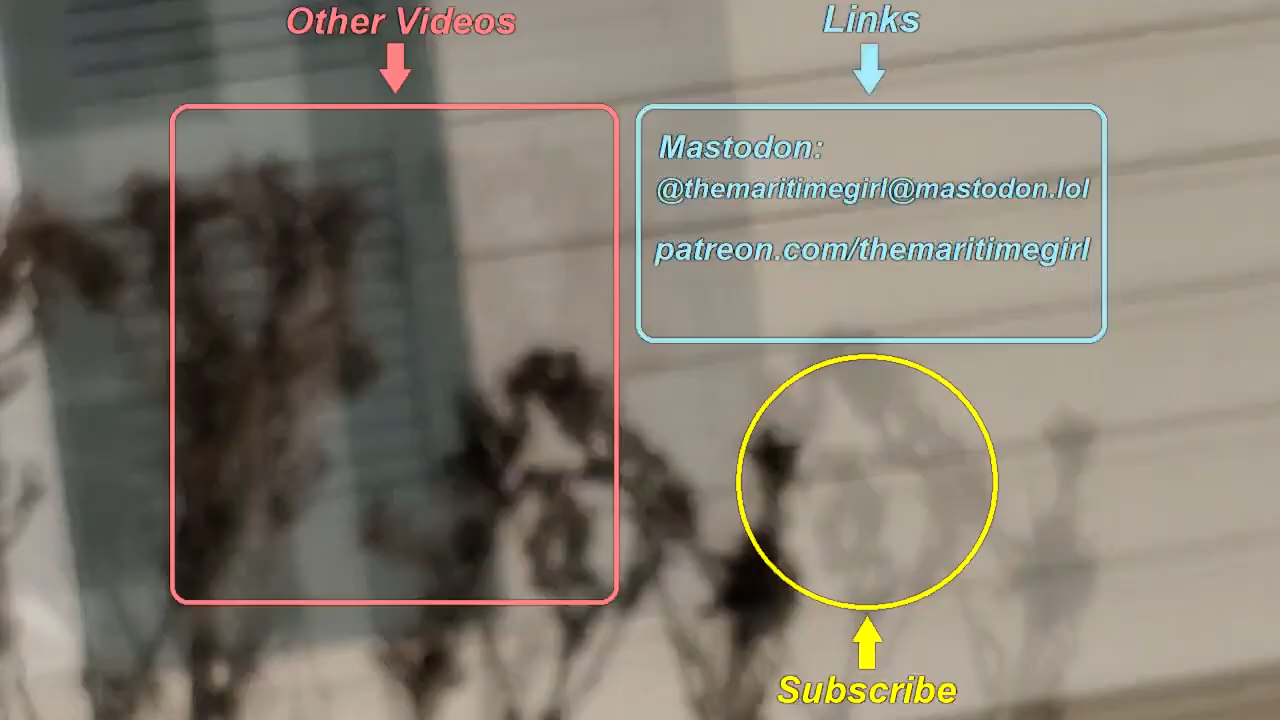 Other Videos
Links
Mastodon:
@themaritimegirl@mastodon.lol
patreon.com/themaritimegirl
Subscribe